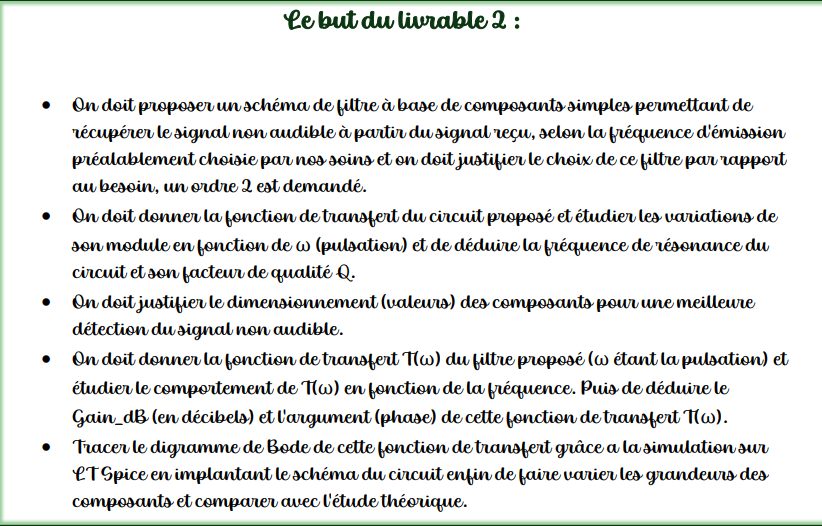 Le but du livrable 2 :
• On doit proposer un schéma de filtre à base de composants simples permettant de
récupérer le signal non audible à partir du signal reçu, selon la fréquence d'émission
préalablement choisie par nos soins et on doit justifier le choix de ce filtre par rapport
au besoin, un ordre 2 est demandé.
• On doit donner la fonction de transfert du circuit proposé et étudier les variations de
son module en fonction de ω (pulsation) et de déduire la fréquence de résonance du
circuit et son facteur de qualité Q.
• On doit justifier le dimensionnement (valeurs) des composants pour une meilleure
détection du signal non audible.
• On doit donner la fonction de transfert T(ω) du filtre proposé (ω étant la pulsation) et
étudier le comportement de T(ω) en fonction de la fréquence. Puis de déduire le
Gain_dB (en décibels) et l'argument (phase) de cette fonction de transfert T(ω).
• Tracer le digramme de Bode de cette fonction de transfert grâce a la simulation sur
LT Spice en implantant le schéma du circuit enfin de faire varier les grandeurs des
composants et comparer avec l'étude théorique.